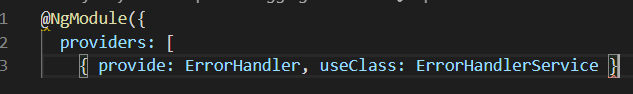 1 @NgModule({
2 providers: [
3 { provide: ErrorHandler, useClass: ErrorHandlerService }